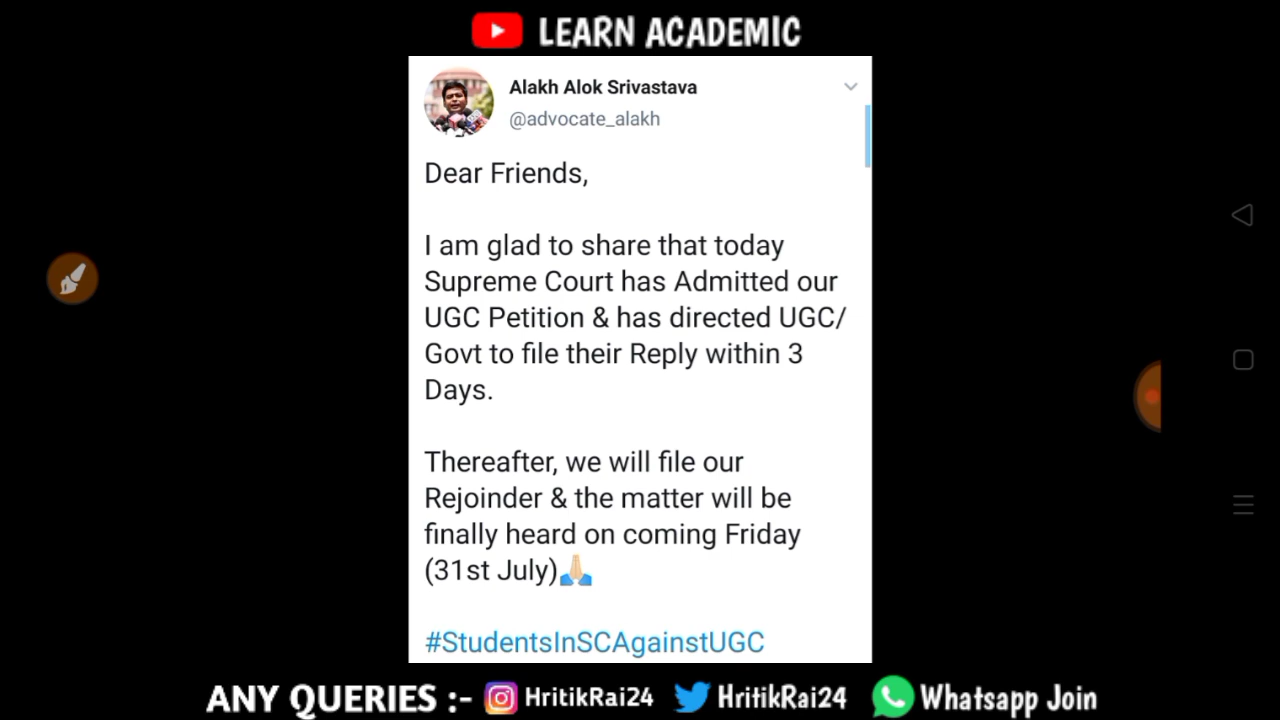 LEARN ACADEMIC
Alakh Alok Srivastava
@advocate_alakh
Dear Friends,
I am glad to share that today
Supreme Court has Admitted our
UGC Petition & has directed UGC/
Govt to file their Reply within 3
Days.
Thereafter, we will file our
Rejoinder & the matter will be
finally heard on coming Friday
(31st July)🙏🏻
#StudentsInSCAgainstUGC
ANY QUERIES :- HritikRai24 HritikRai24 Whatsapp Join